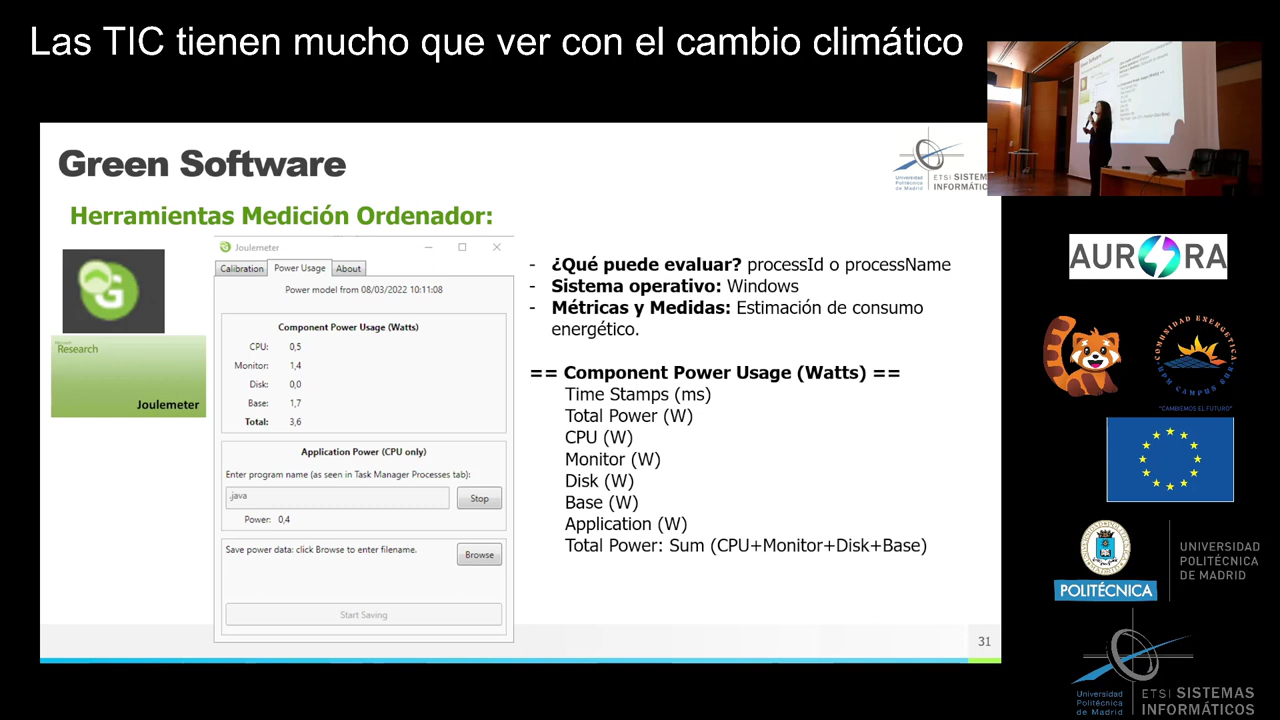 Las TIC tienen mucho que ver con el cambio climático
Green Software
Universidad
Politécnica
de Madrid
ETSI SISTEMAS
INFORMÁTICOS
Herramientas Medición Ordenador:
Joulemeter
Calibration
Power Usage
About
Power model from 08/03/2022 10:11:08
Component Power Usage (Watts)
CPU: 0,5
Monitor: 1,4
Disk: 0,0
Base: 1,7
Total: 3,6
Application Power (CPU only)
Enter program name (as seen in Task Manager Processes tab):
.java
Stop
Power: 0,4
Save power data: click Browse to enter filename.
Browse
Start Saving
Research
Joulemeter
- ¿Qué puede evaluar? processId o processName
- Sistema operativo: Windows
- Métricas y Medidas: Estimación de consumo
energético.
== Component Power Usage (Watts) ==
Time Stamps (ms)
Total Power (W)
CPU (W)
Monitor (W)
Disk (W)
Base (W)
Application (W)
Total Power: Sum (CPU+Monitor+Disk+Base)
31
AURORA
COMUNIDAD ENERGÉTICA
UPM CAMPUS SUR
"CAMBIEMOS EL FUTURO"
POLITÉCNICA
UNIVERSIDAD
POLITÉCNICA
DE MADRID
Universidad
Politécnica
de Madrid
ETSI SISTEMAS
INFORMÁTICOS